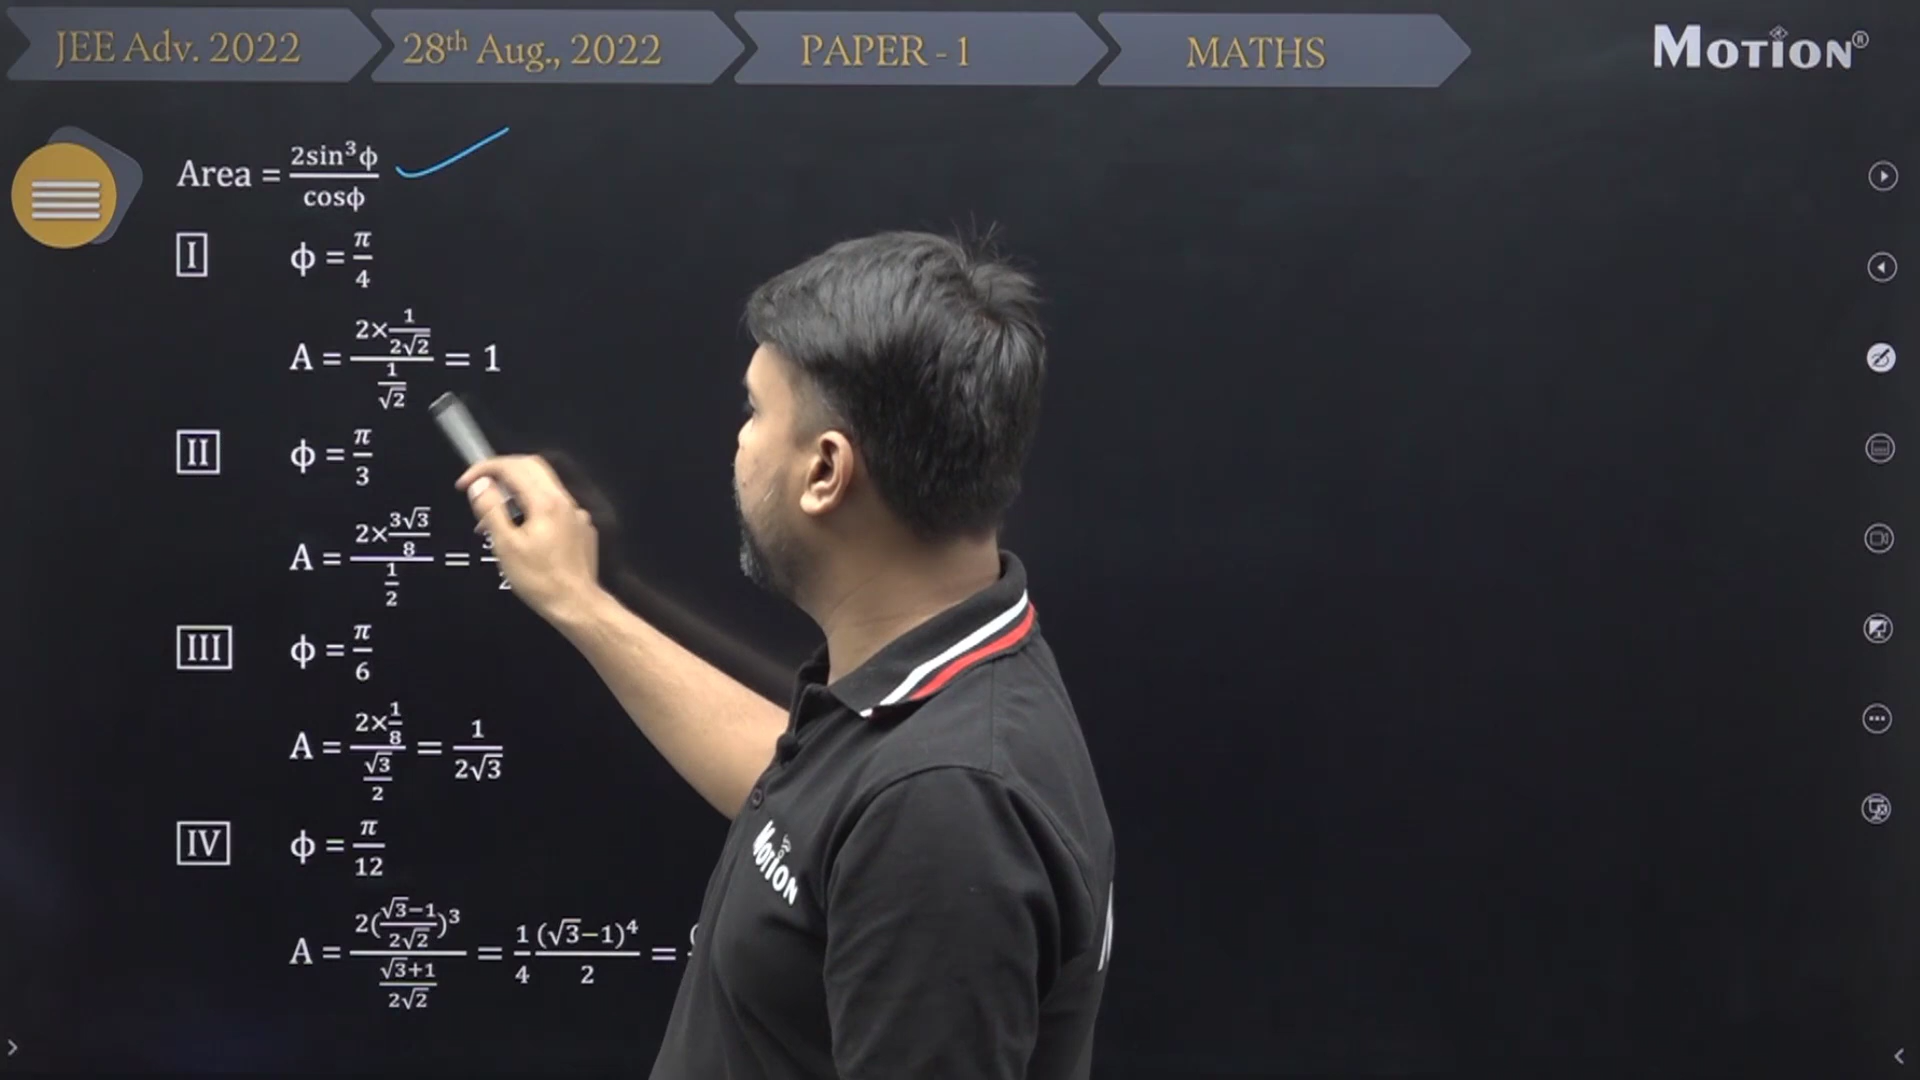 JEE Adv. 2022
28th Aug., 2022
PAPER - 1
MATHS
MOTION®
Area = 2sin³ϕ / cosϕ
I ϕ = π/4
A = (2×1/(2√2)) / (1/√2) = 1
II ϕ = π/3
A = (2×(3√3)/8) / (1/2) =
III ϕ = π/6
A = (2×1/8) / (√3/2) = 1/(2√3)
IV ϕ = π/12
A = 2((√3−1)/(2√2))³ / ((√3+1)/(2√2)) = 1/4 (√3−1)⁴/2 =
MOTION